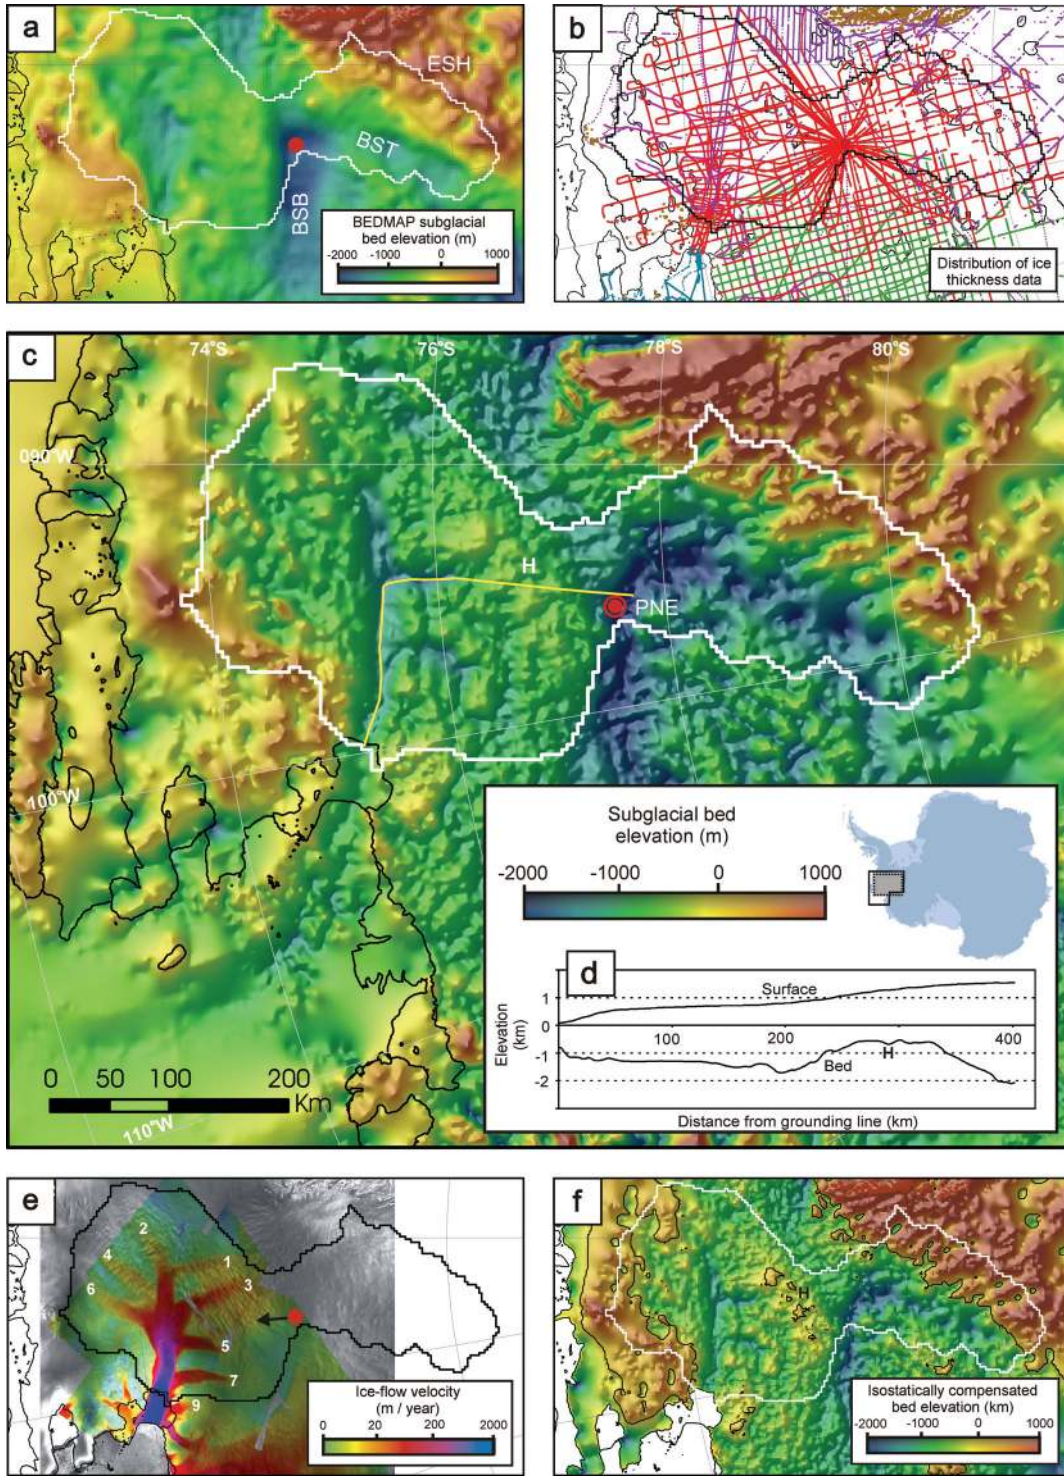 a
ESH
BST
BSB
BEDMAP subglacial
bed elevation (m)
-2000 -1000 0 1000
b
Distribution of ice
thickness data
c
74°S
76°S
78°S
80°S
090°W
H
PNE
100°W
110°W
0 50 100 200
Km
Subglacial bed
elevation (m)
-2000 -1000 0 1000
d
Surface
1
0
100 200 400
H
-1
Bed
-2
Elevation
(km)
Distance from grounding line (km)
e
2
4
1
3
6
5
7
9
Ice-flow velocity
(m / year)
0 20 200 2000
f
H
Isostatically compensated
bed elevation (km)
-2000 -1000 0 1000